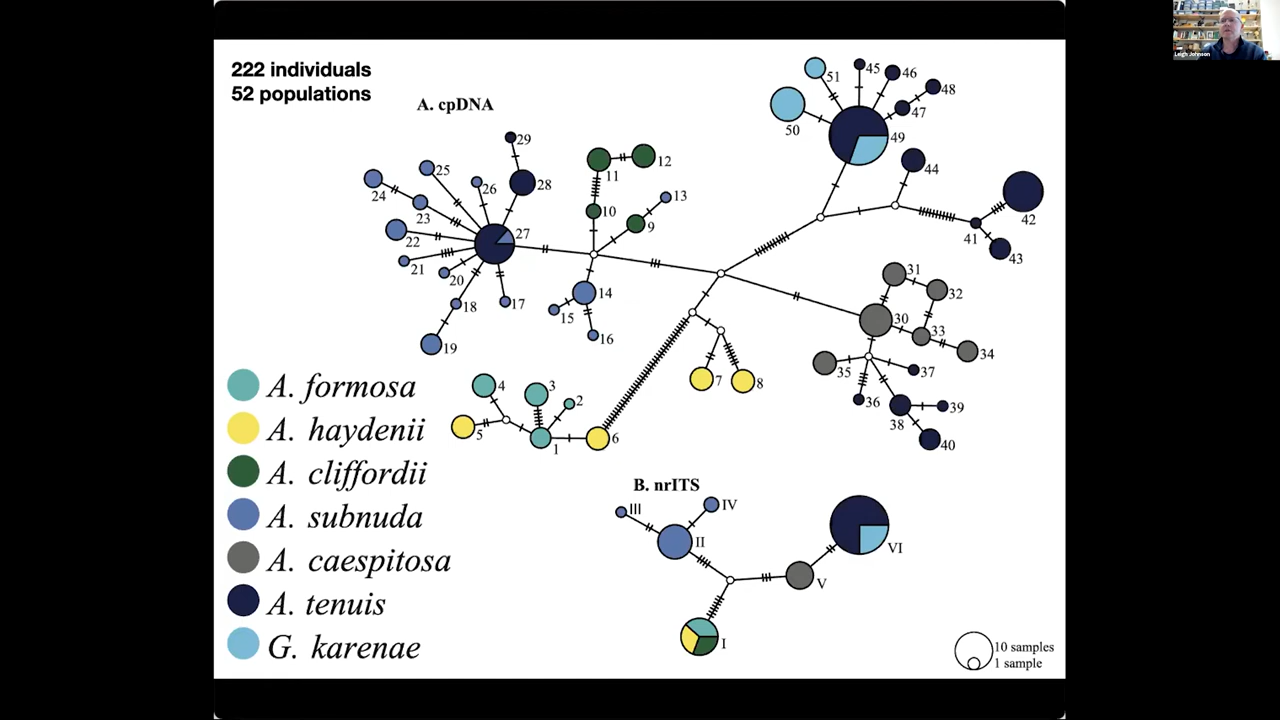 222 individuals
52 populations
A. cpDNA
51
45
46
48
47
50
49
29
12
11
44
25
24
26
28
13
42
23
10
9
22
27
41
43
21
20
31
32
14
18
17
15
30
33
16
34
19
35
37
7
8
36
39
38
40
4
3
2
5
1
6
A. formosa
A. haydenii
A. cliffordii
A. subnuda
A. caespitosa
A. tenuis
G. karenae
B. nrITS
III
IV
II
VI
V
I
10 samples
1 sample
Leigh Johnson